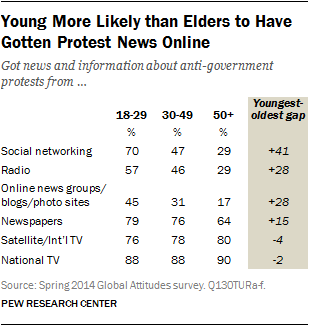 Young More Likely than Elders to Have
Gotten Protest News Online
Got news and information about anti-government
protests from ...
18-29 30-49 50+ Youngest-
oldest gap
% % %
Social networking 70 47 29 +41
Radio 57 46 29 +28
Online news groups/
blogs/photo sites 45 31 17 +28
Newspapers 79 76 64 +15
Satellite/Int'l TV 76 78 80 -4
National TV 88 88 90 -2
Source: Spring 2014 Global Attitudes survey. Q130TURa-f.
PEW RESEARCH CENTER